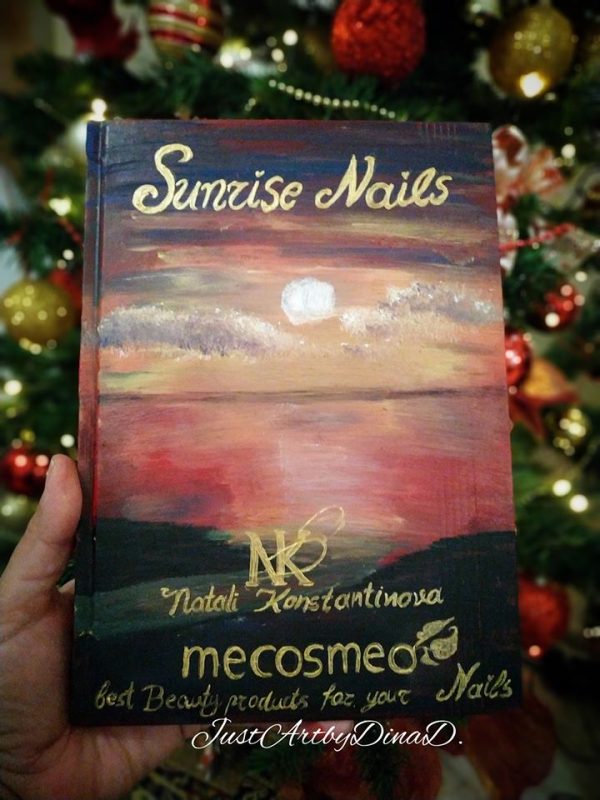 Sunrise Nails
NK
Natali Konstantinova
mecosmeo
best Beauty products for your Nails
JustArtbyDinaD.